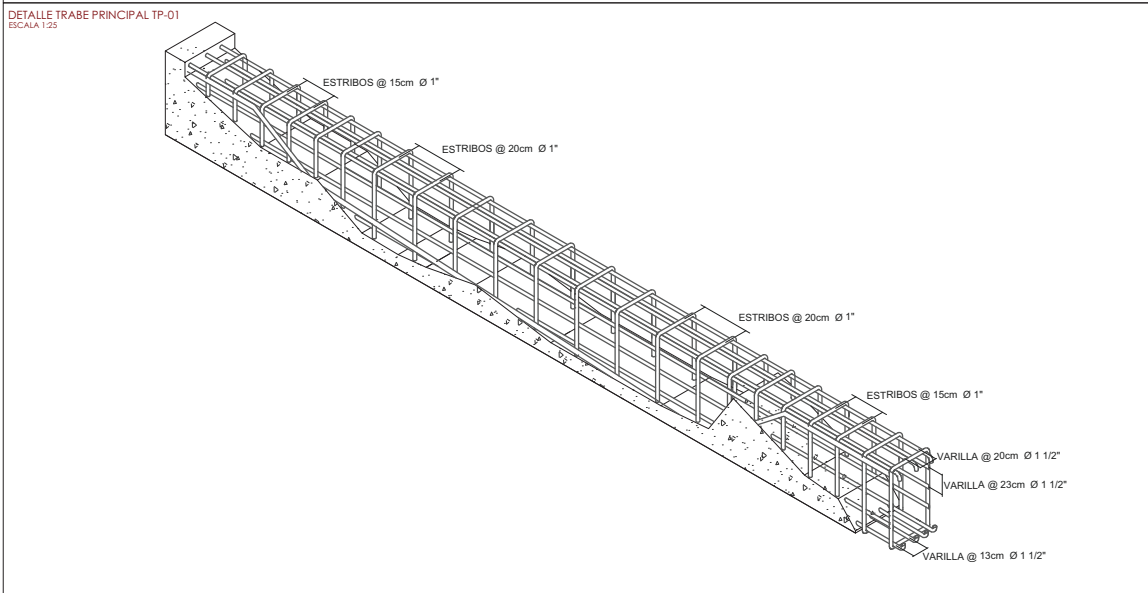 DETALLE TRABE PRINCIPAL TP-01
ESCALA 1:25
ESTRIBOS @ 15cm Ø 1"
ESTRIBOS @ 20cm Ø 1"
ESTRIBOS @ 20cm Ø 1"
ESTRIBOS @ 15cm Ø 1"
VARILLA @ 20cm Ø 1 1/2"
VARILLA @ 23cm Ø 1 1/2"
VARILLA @ 13cm Ø 1 1/2"